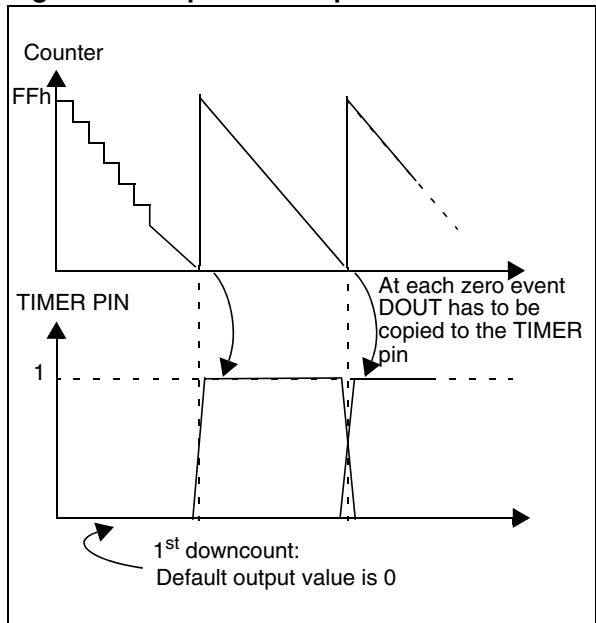 Counter
FFh
At each zero event
DOUT has to be
copied to the TIMER
pin
TIMER PIN
1
1st downcount:
Default output value is 0